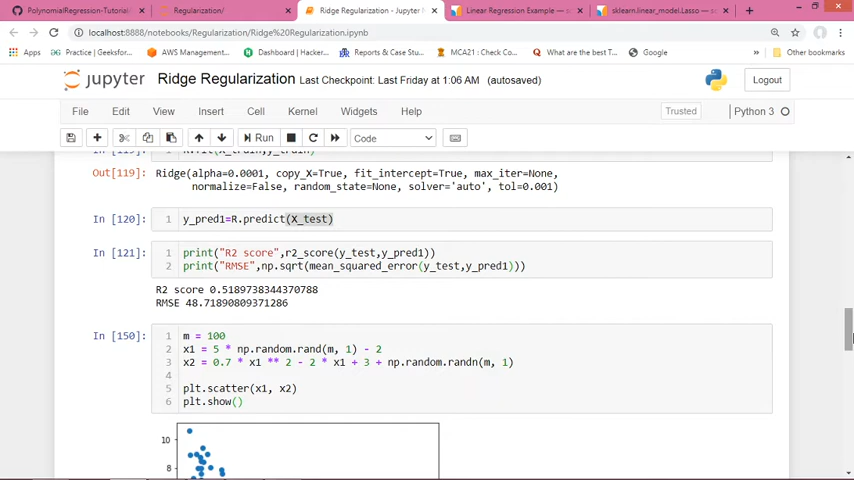 PolynomialRegression-Tutorial/
Regularization/
Ridge Regularization - Jupyter N
Linear Regression Example — s
sklearn.linear_model.Lasso — s
localhost:8888/notebooks/Regularization/Ridge%20Regularization.ipynb
Apps
Practice | Geeksfor...
AWS Management...
Dashboard | Hacker...
Reports & Case Stu...
MCA21 : Check Co...
What are the best T...
Google
Other bookmarks
jupyter Ridge Regularization Last Checkpoint: Last Friday at 1:06 AM (autosaved)
Logout
File Edit View Insert Cell Kernel Widgets Help
Trusted
Python 3
Run
Code
R.fit(X_train,y_train)
Out[119]: Ridge(alpha=0.0001, copy_X=True, fit_intercept=True, max_iter=None,
normalize=False, random_state=None, solver='auto', tol=0.001)
In [120]: 1 y_pred1=R.predict(X_test)
In [121]: 1 print("R2 score",r2_score(y_test,y_pred1))
2 print("RMSE",np.sqrt(mean_squared_error(y_test,y_pred1)))
R2 score 0.5189738344370788
RMSE 48.71890809371286
In [150]: 1 m = 100
2 x1 = 5 * np.random.rand(m, 1) - 2
3 x2 = 0.7 * x1 ** 2 - 2 * x1 + 3 + np.random.randn(m, 1)
4
5 plt.scatter(x1, x2)
6 plt.show()
10
8